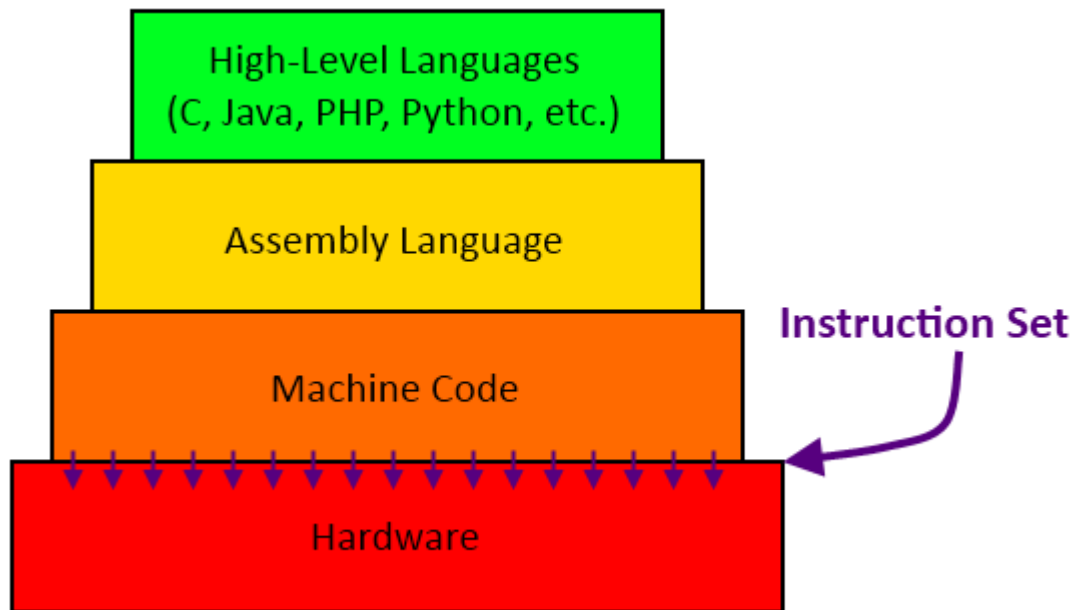 High-Level Languages
(C, Java, PHP, Python, etc.)
Assembly Language
Instruction Set
Machine Code
Hardware